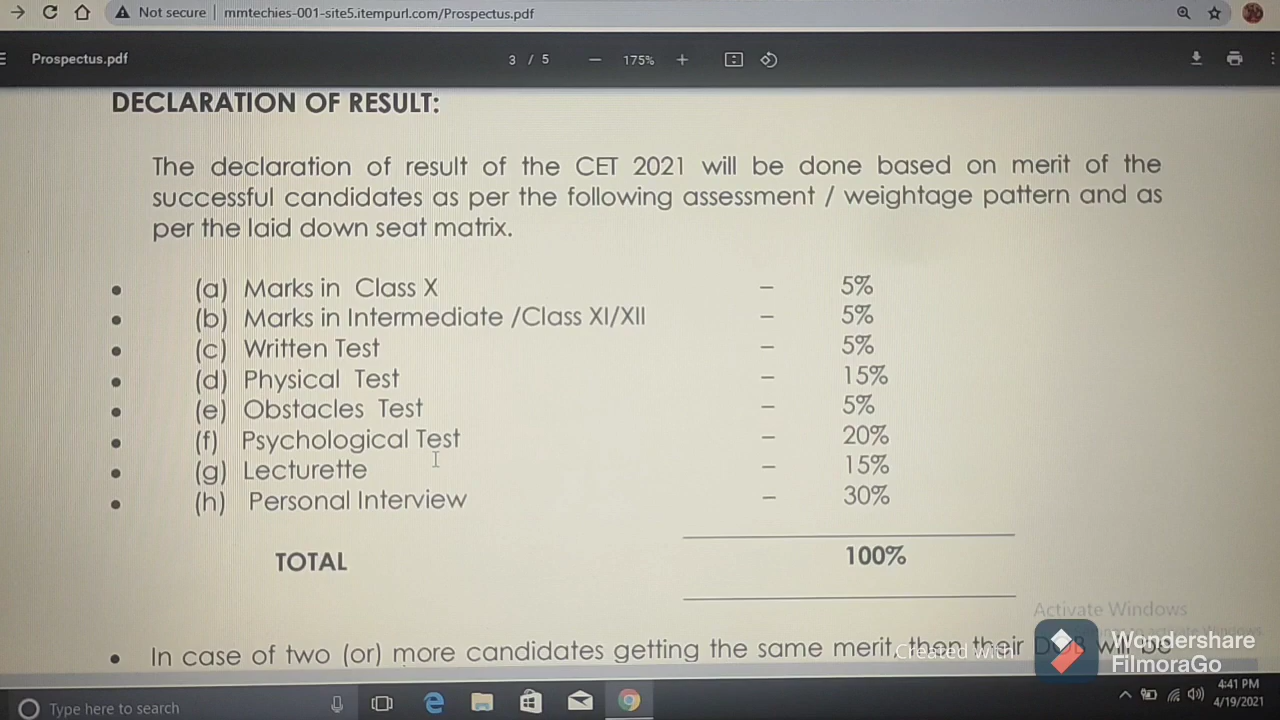 Not secure | mmtechies-001-site5.itempurl.com/Prospectus.pdf
Prospectus.pdf
3 / 5
175%
DECLARATION OF RESULT:
The declaration of result of the CET 2021 will be done based on merit of the
successful candidates as per the following assessment / weightage pattern and as
per the laid down seat matrix.
• (a) Marks in Class X – 5%
• (b) Marks in Intermediate /Class XI/XII – 5%
• (c) Written Test – 5%
• (d) Physical Test – 15%
• (e) Obstacles Test – 5%
• (f) Psychological Test – 20%
• (g) Lecturette – 15%
• (h) Personal Interview – 30%
TOTAL 100%
Activate Windows
• In case of two (or) more candidates getting the same merit, then their DOB will be
Created with
Wondershare
FilmoraGo
Type here to search
4:41 PM
4/19/2021